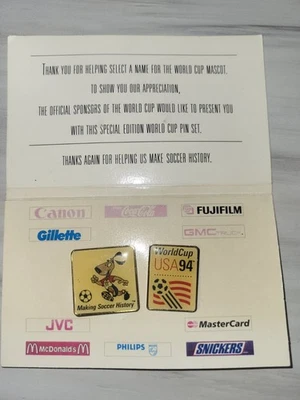 THANK YOU FOR HELPING SELECT A NAME FOR THE WORLD CUP MASCOT.
TO SHOW YOU OUR APPRECIATION,
THE OFFICIAL SPONSORS OF THE WORLD CUP WOULD LIKE TO PRESENT YOU
WITH THIS SPECIAL EDITION WORLD CUP PIN SET.
THANKS AGAIN FOR HELPING US MAKE SOCCER HISTORY.
Canon
Coca-Cola
FUJIFILM
Gillette
GMC
WorldCup
USA94
Making Soccer History
JVC
MasterCard
McDonald's
PHILIPS
SNICKERS